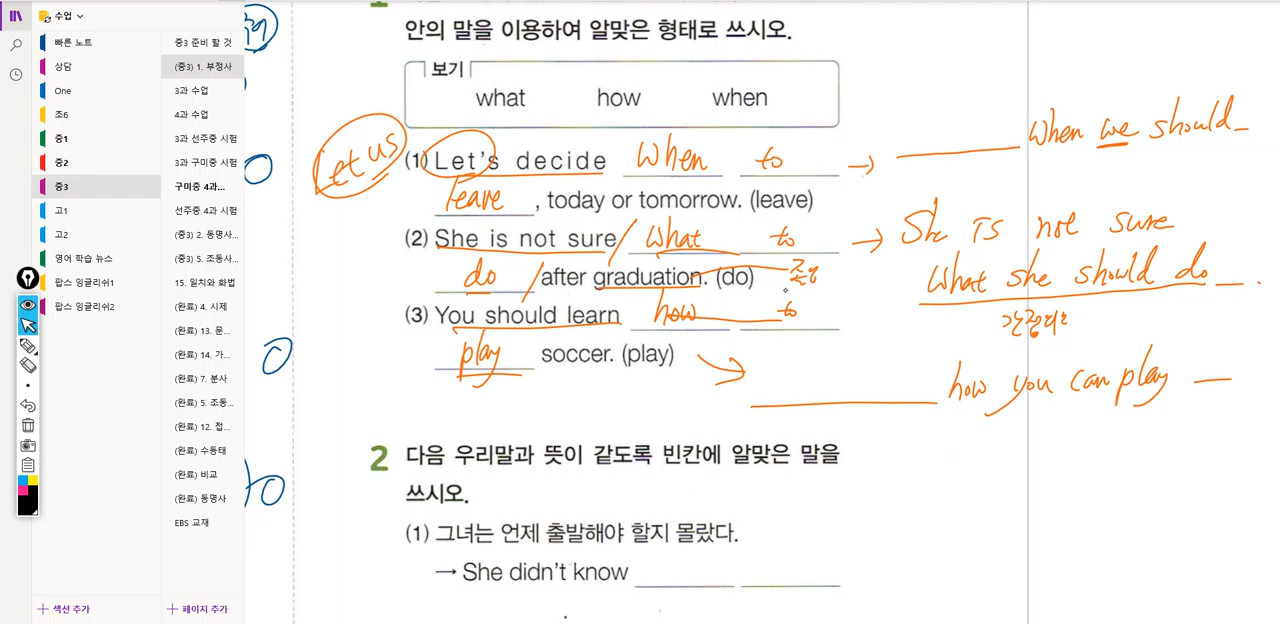 수업
빠른 노트
상담
One
초6
중1
중2
중3
고1
고2
영어 학습 뉴스
팝스 잉글리쉬1
팝스 잉글리쉬2
섹션 추가
중3 준비 할 것
(중3) 1. 부정사
3과 수업
4과 수업
3과 선주중 시험
3과 구미중 시험
구미중 4과...
선주중 4과 시험
(중3) 2. 동명사...
(중3) 5. 조동사...
15. 일치와 화법
(완료) 4. 시제
(완료) 13. 문...
(완료) 14. 가...
(완료) 7. 분사
(완료) 5. 조동...
(완료) 12. 접...
(완료) 수동태
(완료) 비교
(완료) 동명사
EBS 교재
페이지 추가
안의 말을 이용하여 알맞은 형태로 쓰시오.
보기
what how when
Let us
(1) Let's decide When to → when we should
leave, today or tomorrow. (leave)
(2) She is not sure / what to → She is not sure
do / after graduation. (do) 졸업 what she should do .
간접의문
(3) You should learn how to
play soccer. (play) → how you can play
2 다음 우리말과 뜻이 같도록 빈칸에 알맞은 말을
쓰시오.
(1) 그녀는 언제 출발해야 할지 몰랐다.
→ She didn't know
to